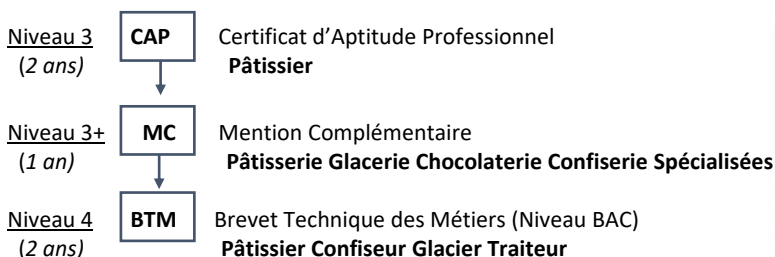 Niveau 3 CAP Certificat d’Aptitude Professionnel
(2 ans) Pâtissier
Niveau 3+ MC Mention Complémentaire
(1 an) Pâtisserie Glacerie Chocolaterie Confiserie Spécialisées
Niveau 4 BTM Brevet Technique des Métiers (Niveau BAC)
(2 ans) Pâtissier Confiseur Glacier Traiteur